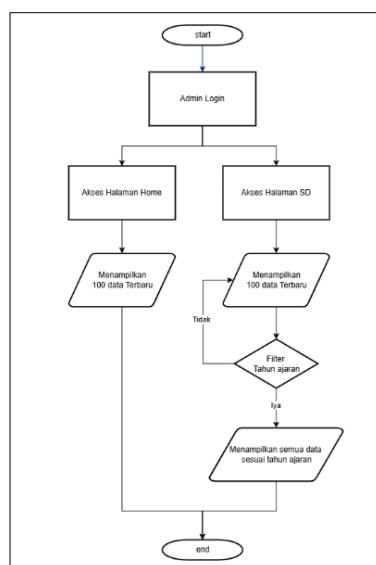 start
Admin Login
Akses Halaman Home
Akses Halaman SD
Menampilkan
100 data Terbaru
Menampilkan
100 data Terbaru
Tidak
Filter
Tahun ajaran
Iya
Menampilkan semua data
sesuai tahun ajaran
end